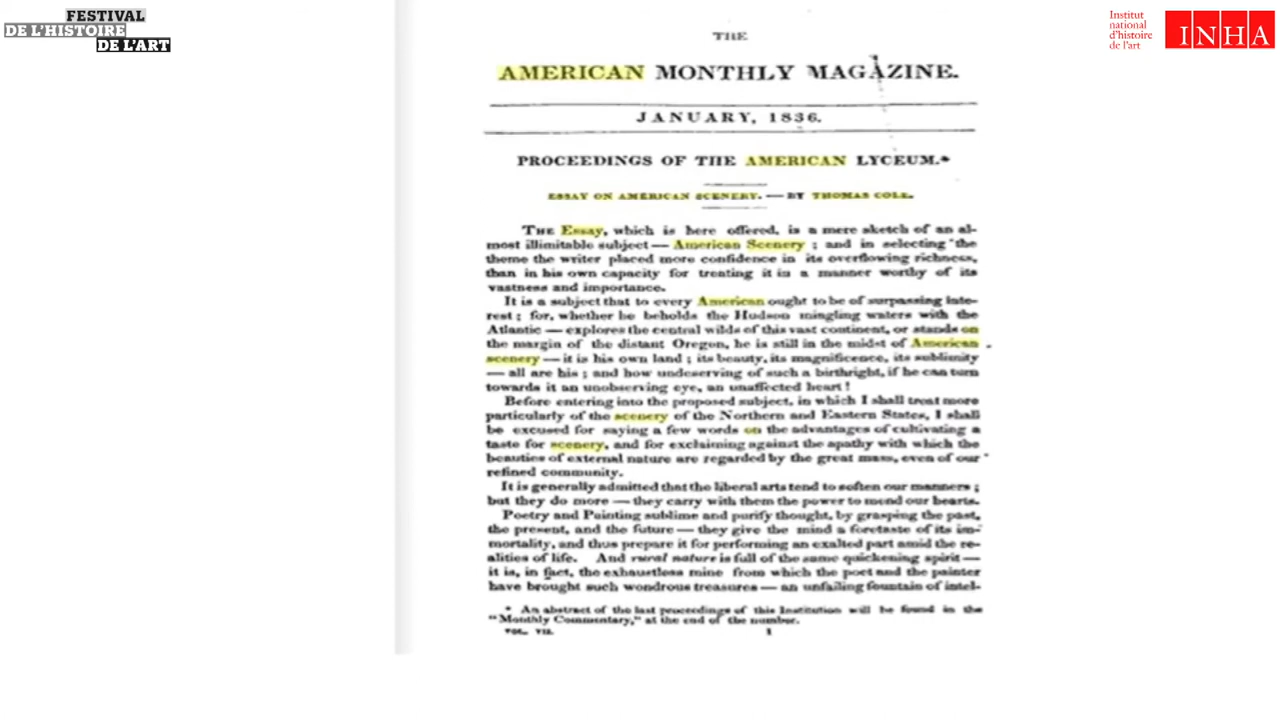 FESTIVAL
DE L'HISTOIRE
DE L'ART
Institut
national
d'histoire
de l'art
INHA
THE
AMERICAN MONTHLY MAGAZINE.
JANUARY, 1836.
PROCEEDINGS OF THE AMERICAN LYCEUM.*
ESSAY ON AMERICAN SCENERY. — BY THOMAS COLE.
THE Essay, which is here offered, is a mere sketch of an al-
most illimitable subject — American Scenery ; and in selecting the
theme the writer placed more confidence in its overflowing richness,
than in his own capacity for treating it in a manner worthy of its
vastness and importance.
It is a subject that to every American ought to be of surpassing inte-
rest ; for, whether he beholds the Hudson mingling waters with the
Atlantic — explores the central wilds of this vast continent, or stands on
the margin of the distant Oregon, he is still in the midst of American
scenery — it is his own land ; its beauty, its magnificence, its sublimity
— all are his ; and how undeserving of such a birthright, if he can turn
towards it an unobserving eye, an unaffected heart !
Before entering into the proposed subject, in which I shall treat more
particularly of the scenery of the Northern and Eastern States, I shall
be excused for saying a few words on the advantages of cultivating a
taste for scenery, and for exclaiming against the apathy with which the
beauties of external nature are regarded by the great mass, even of our
refined community.
It is generally admitted that the liberal arts tend to soften our manners ;
but they do more — they carry with them the power to mend our hearts.
Poetry and Painting sublime and purify thought, by grasping the past,
the present, and the future — they give the mind a foretaste of its im-
mortality, and thus prepare it for performing an exalted part amid the re-
alities of life. And rural nature is full of the same quickening spirit —
it is, in fact, the exhaustless mine from which the poet and the painter
have brought such wondrous treasures — an unfailing fountain of intel-
* An abstract of the last proceedings of this Institution will be found in the
"Monthly Commentary," at the end of the number.
VOL. VII. 1